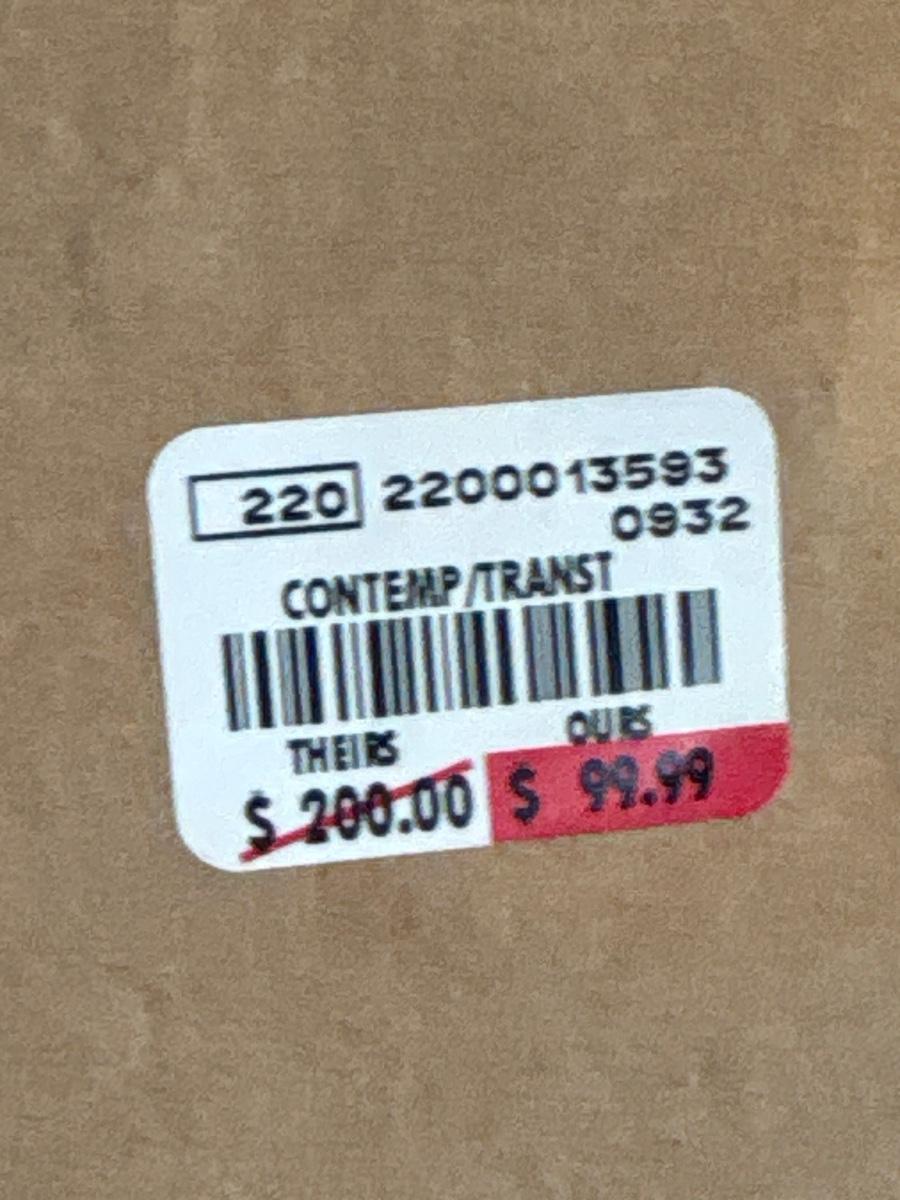 220 2200013593
0932
CONTEMP/TRANST
THEIRS OURS
$ 200.00 $ 99.99